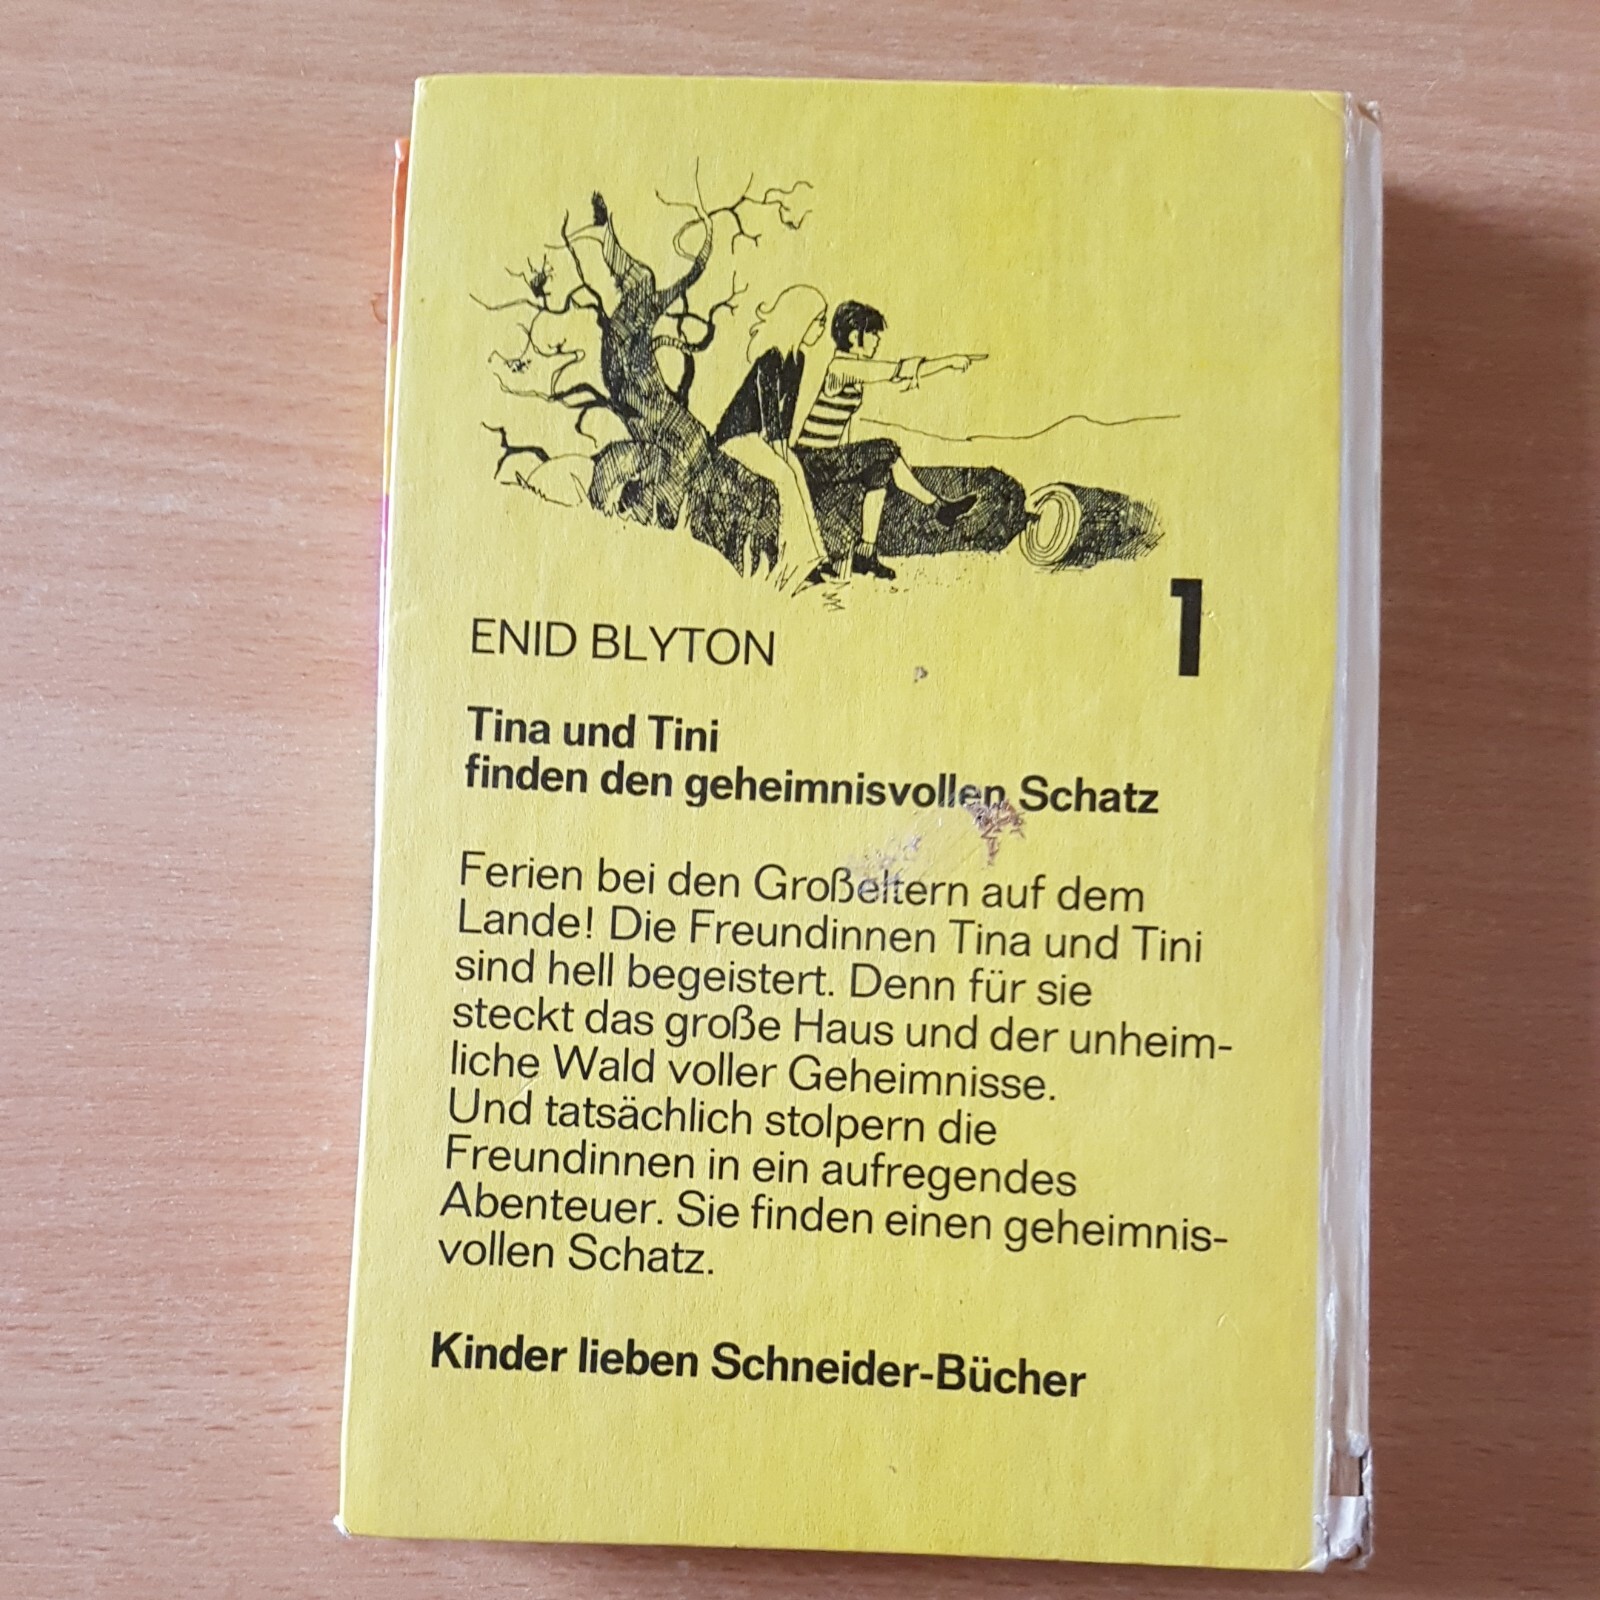 1
ENID BLYTON
Tina und Tini
finden den geheimnisvollen Schatz
Ferien bei den Großeltern auf dem
Lande! Die Freundinnen Tina und Tini
sind hell begeistert. Denn für sie
steckt das große Haus und der unheim-
liche Wald voller Geheimnisse.
Und tatsächlich stolpern die
Freundinnen in ein aufregendes
Abenteuer. Sie finden einen geheimnis-
vollen Schatz.
Kinder lieben Schneider-Bücher